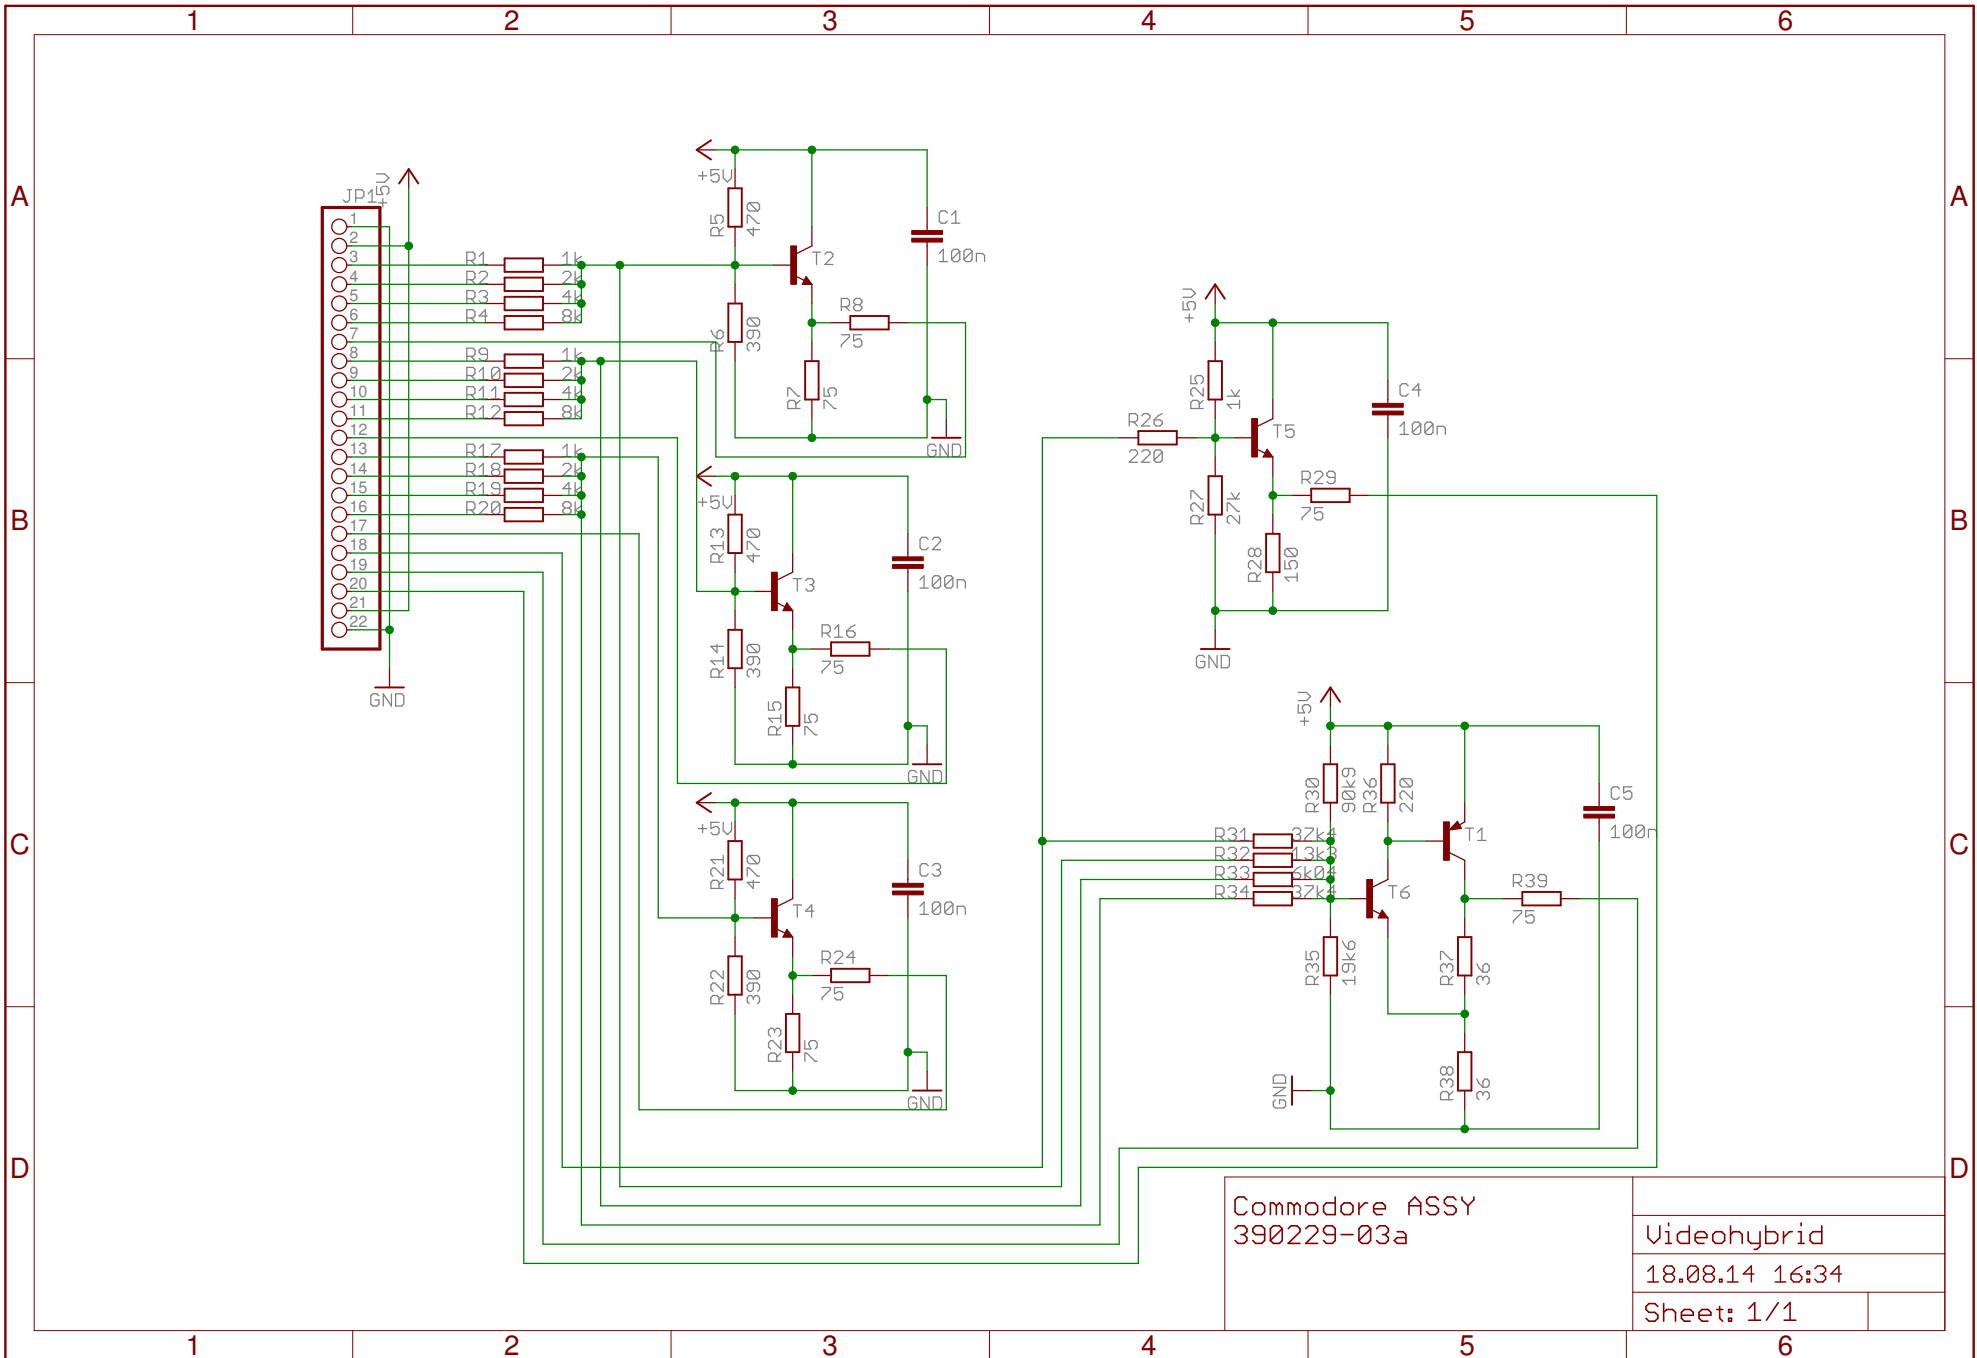 1 2 3 4 5 6
A A
B B
C C
D D
1 2 3 4 5 6
JP1
+5V
1
2
3
4
5
6
7
8
9
10
11
12
13
14
15
16
17
18
19
20
21
22
GND
R1 1k
R2 2k
R3 4k
R4 8k
R9 1k
R10 2k
R11 4k
R12 8k
R17 1k
R18 2k
R19 4k
R20 8k
+5V
R5 470
T2
C1
100n
R6 390
R8
75
R7 75
GND
+5V
R13 470
T3
C2
100n
R14 390
R16
75
R15 75
GND
+5V
R21 470
T4
C3
100n
R22 390
R24
75
R23 75
GND
+5V
R25 1k
C4
100n
R26
220
T5
R27 27k
R29
75
R28 150
GND
+5V
R30 90k9
R36 220
C5
100n
R31 37k4
R32 13k3
R33 6k04
R34 37k4
T1
T6
R39
75
R35 19k6
R37 36
R38 36
GND
Commodore ASSY
390229-03a
Videohybrid
18.08.14 16:34
Sheet: 1/1